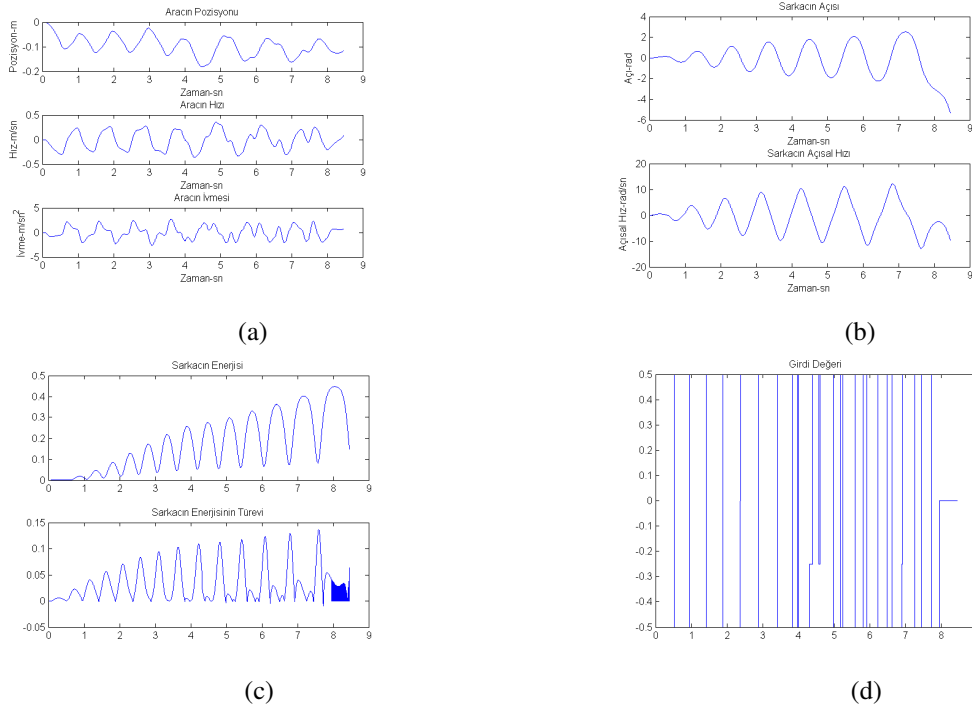 Aracın Pozisyonu
Pozisyon-m
0
-0.1
-0.2
0 1 2 3 4 5 6 7 8 9
Zaman-sn
Aracın Hızı
Hız-m/sn
0.5
0
-0.5
0 1 2 3 4 5 6 7 8 9
Zaman-sn
Aracın İvmesi
İvme-m/sn²
5
0
-5
0 1 2 3 4 5 6 7 8 9
Zaman-sn
(a)
Sarkacın Açısı
Açı-rad
4
2
0
-2
-4
-6
0 1 2 3 4 5 6 7 8 9
Zaman-sn
Sarkacın Açısal Hızı
Açısal Hız-rad/sn
20
10
0
-10
-20
0 1 2 3 4 5 6 7 8 9
Zaman-sn
(b)
Sarkacın Enerjisi
0.5
0.4
0.3
0.2
0.1
0
0 1 2 3 4 5 6 7 8 9
Sarkacın Enerjisinin Türevi
0.15
0.1
0.05
0
-0.05
0 1 2 3 4 5 6 7 8 9
(c)
Girdi Değeri
0.5
0.4
0.3
0.2
0.1
0
-0.1
-0.2
-0.3
-0.4
-0.5
0 1 2 3 4 5 6 7 8
(d)